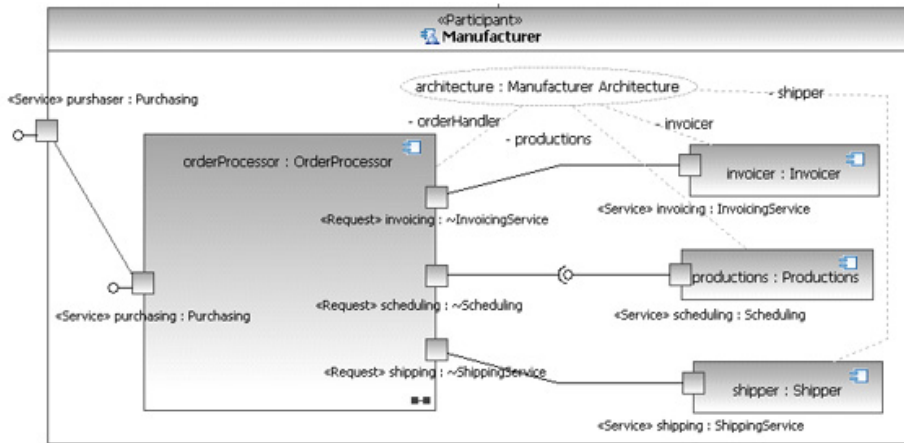 «Participant»
Manufacturer
architecture : Manufacturer Architecture
- shipper
«Service» purshaser : Purchasing
- orderHandler
- invoicer
- productions
orderProcessor : OrderProcessor
invoicer : Invoicer
«Request» invoicing : ~InvoicingService
«Service» invoicing : InvoicingService
productions : Productions
«Request» scheduling : ~Scheduling
«Service» scheduling : Scheduling
«Service» purchasing : Purchasing
«Request» shipping : ~ShippingService
shipper : Shipper
«Service» shipping : ShippingService